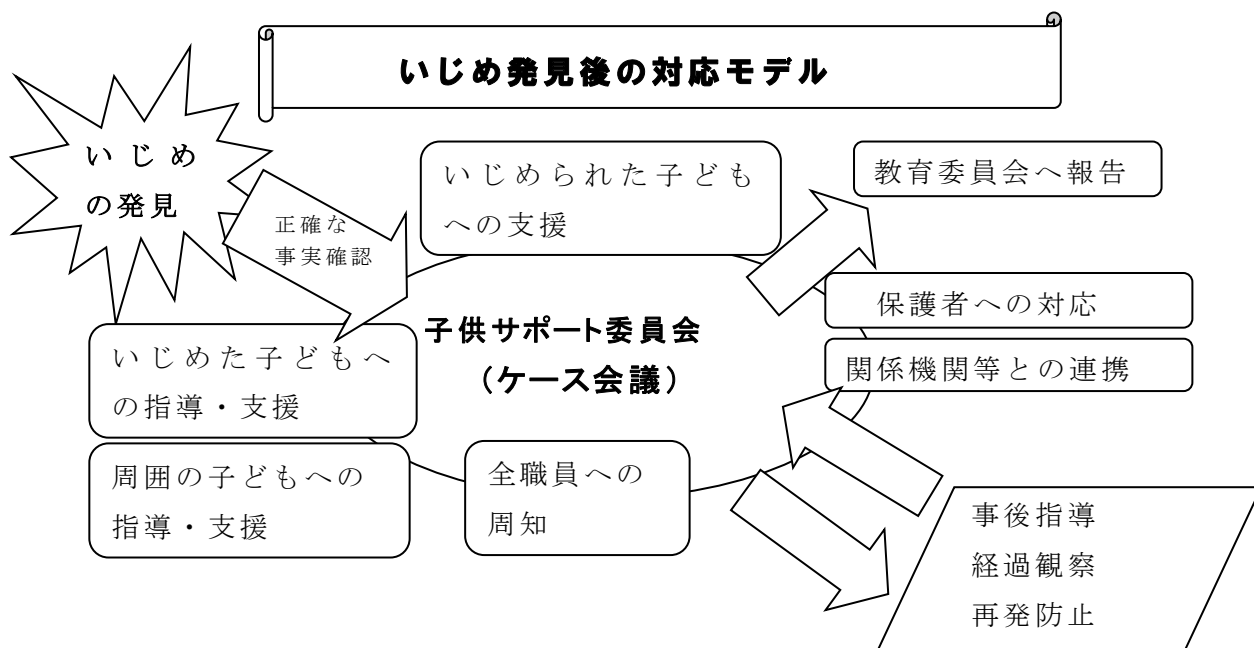 いじめ発見後の対応モデル
いじめ
の発見
正確な
事実確認
いじめられた子ども
への支援
教育委員会へ報告
保護者への対応
関係機関等との連携
子供サポート委員会
(ケース会議)
いじめた子どもへ
の指導・支援
周囲の子どもへの
指導・支援
全職員への
周知
事後指導
経過観察
再発防止